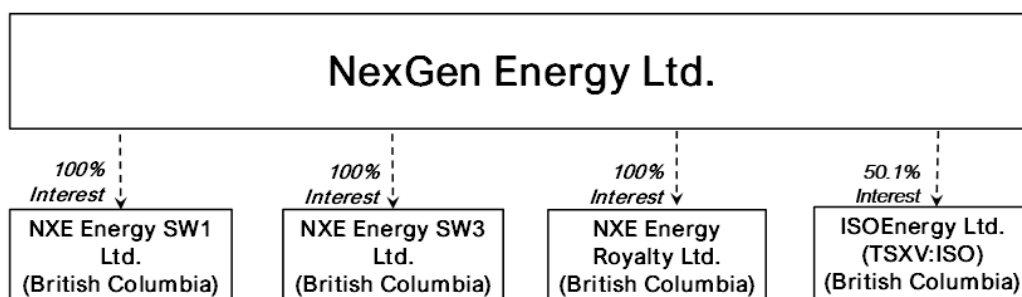 NexGen Energy Ltd.
100%
Interest
100%
Interest
100%
Interest
50.1%
Interest
NXE Energy SW1
Ltd.
(British Columbia)
NXE Energy SW3
Ltd.
(British Columbia)
NXE Energy
Royalty Ltd.
(British Columbia)
ISOEnergy Ltd.
(TSXV:ISO)
(British Columbia)